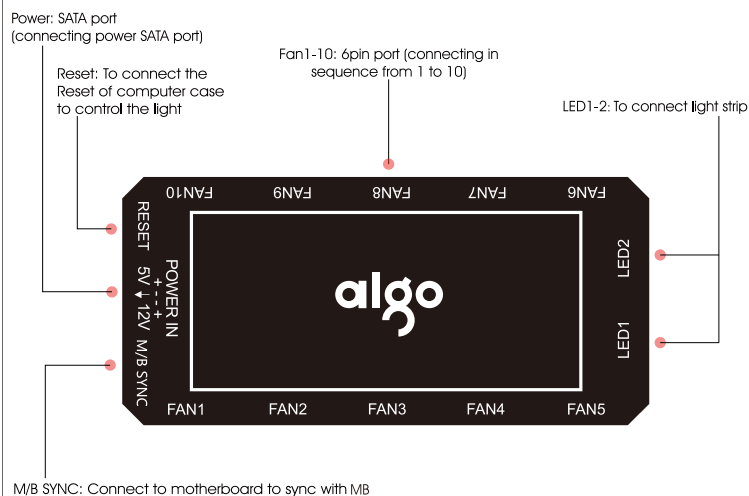 Power: SATA port
(connecting power SATA port)
Reset: To connect the
Reset of computer case
to control the light
Fan1-10: 6pin port (connecting in
sequence from 1 to 10)
LED1-2: To connect light strip
FAN10 FAN9 FAN8 FAN7 FAN6
RESET
POWER IN
+ - - +
5V ↓ 12V
M/B SYNC
algo
LED2
LED1
FAN1 FAN2 FAN3 FAN4 FAN5
M/B SYNC: Connect to motherboard to sync with MB